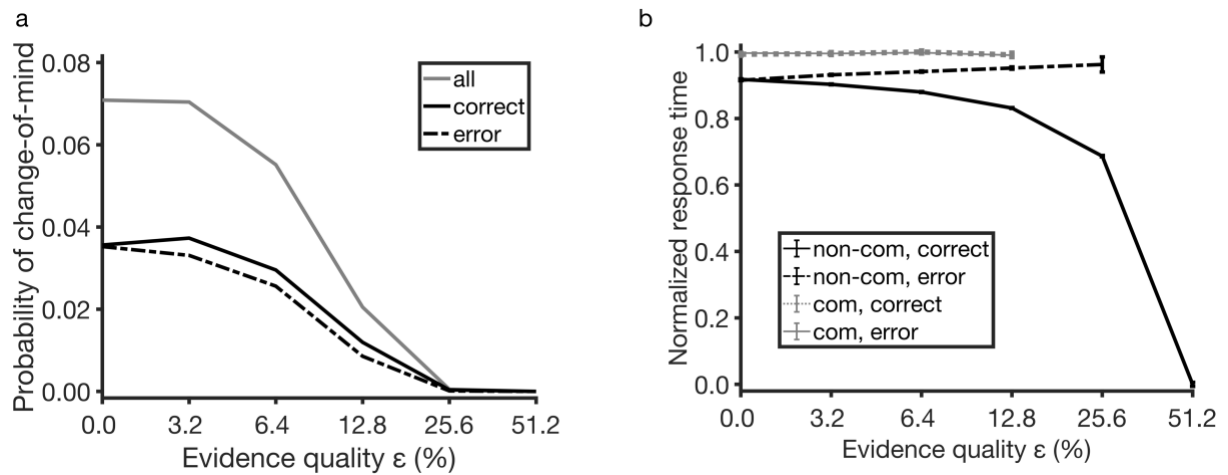 a
Probability of change-of-mind
0.08
0.06
0.04
0.02
0.00
all
correct
error
0.0 3.2 6.4 12.8 25.6 51.2
Evidence quality ε (%)
b
Normalized response time
1.0
0.8
0.6
0.4
0.2
0.0
non-com, correct
non-com, error
com, correct
com, error
0.0 3.2 6.4 12.8 25.6 51.2
Evidence quality ε (%)